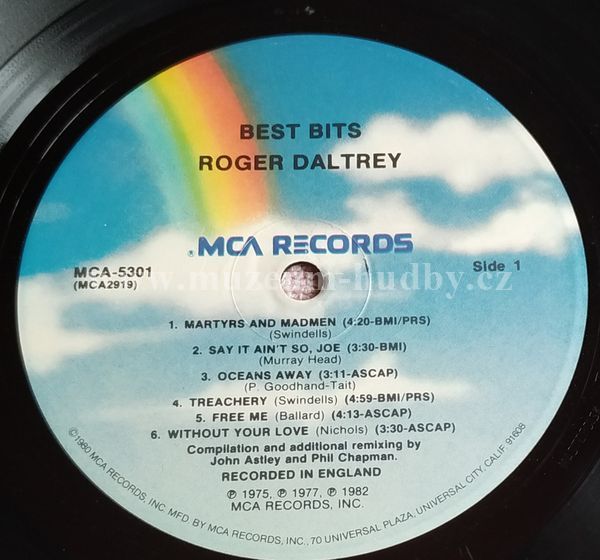 BEST BITS
ROGER DALTREY
® MCA RECORDS
MCA-5301
(MCA2919)
Side 1
www.muzeum-hudby.cz
1. MARTYRS AND MADMEN (4:20-BMI/PRS)
(Swindells)
2. SAY IT AIN'T SO, JOE (3:30-BMI)
(Murray Head)
3. OCEANS AWAY (3:11-ASCAP)
(P. Goodhand-Tait)
4. TREACHERY (Swindells) (4:59-BMI/PRS)
5. FREE ME (Ballard) (4:13-ASCAP)
6. WITHOUT YOUR LOVE (Nichols) (3:30-ASCAP)
Compilation and additional remixing by
John Astley and Phil Chapman.
RECORDED IN ENGLAND
℗ 1975, ℗ 1977, ℗ 1982
MCA RECORDS, INC.
©1980 MCA RECORDS, INC MFD. BY MCA RECORDS, INC., 70 UNIVERSAL PLAZA, UNIVERSAL CITY, CALIF. 91608